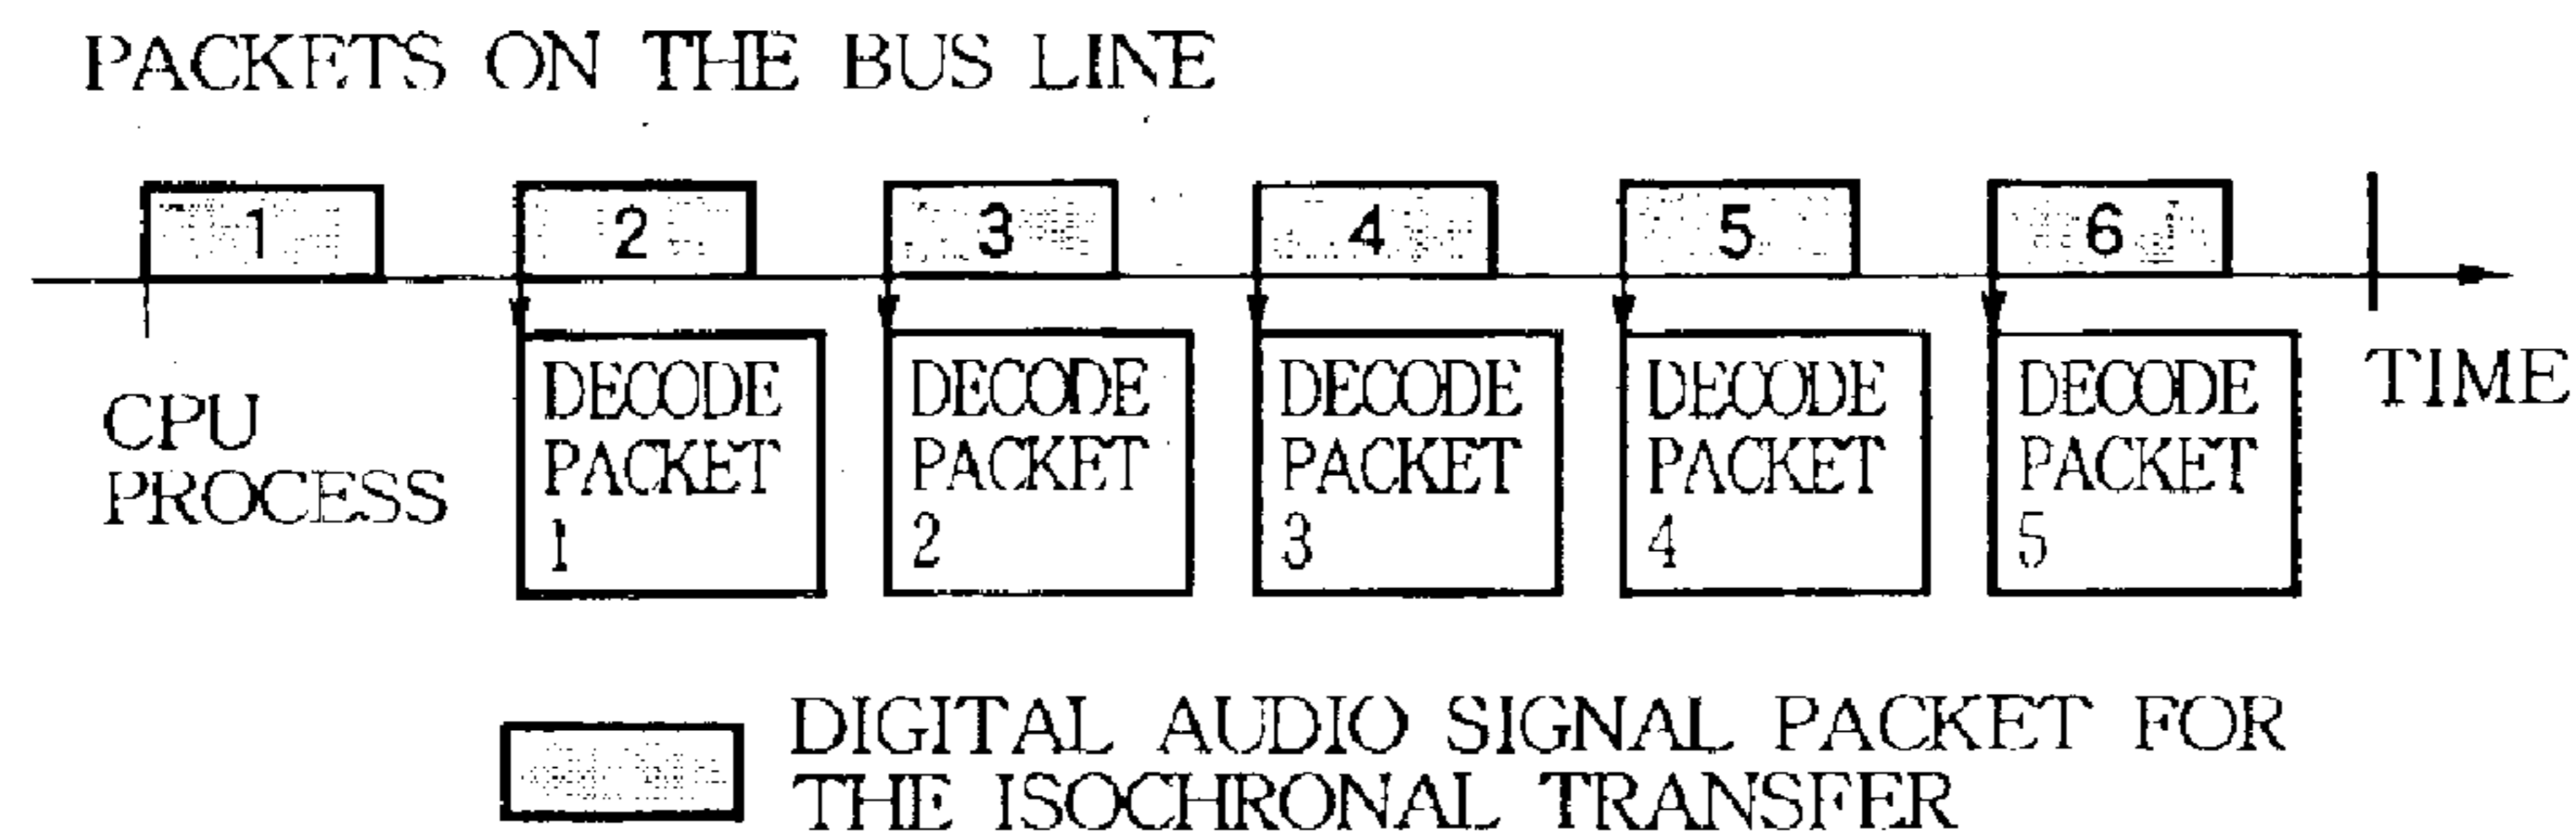 PACKETS ON THE BUS LINE
1 2 3 4 5 6
TIME
CPU
PROCESS
DECODE
PACKET
1
DECODE
PACKET
2
DECODE
PACKET
3
DECODE
PACKET
4
DECODE
PACKET
5
DIGITAL AUDIO SIGNAL PACKET FOR
THE ISOCHRONAL TRANSFER